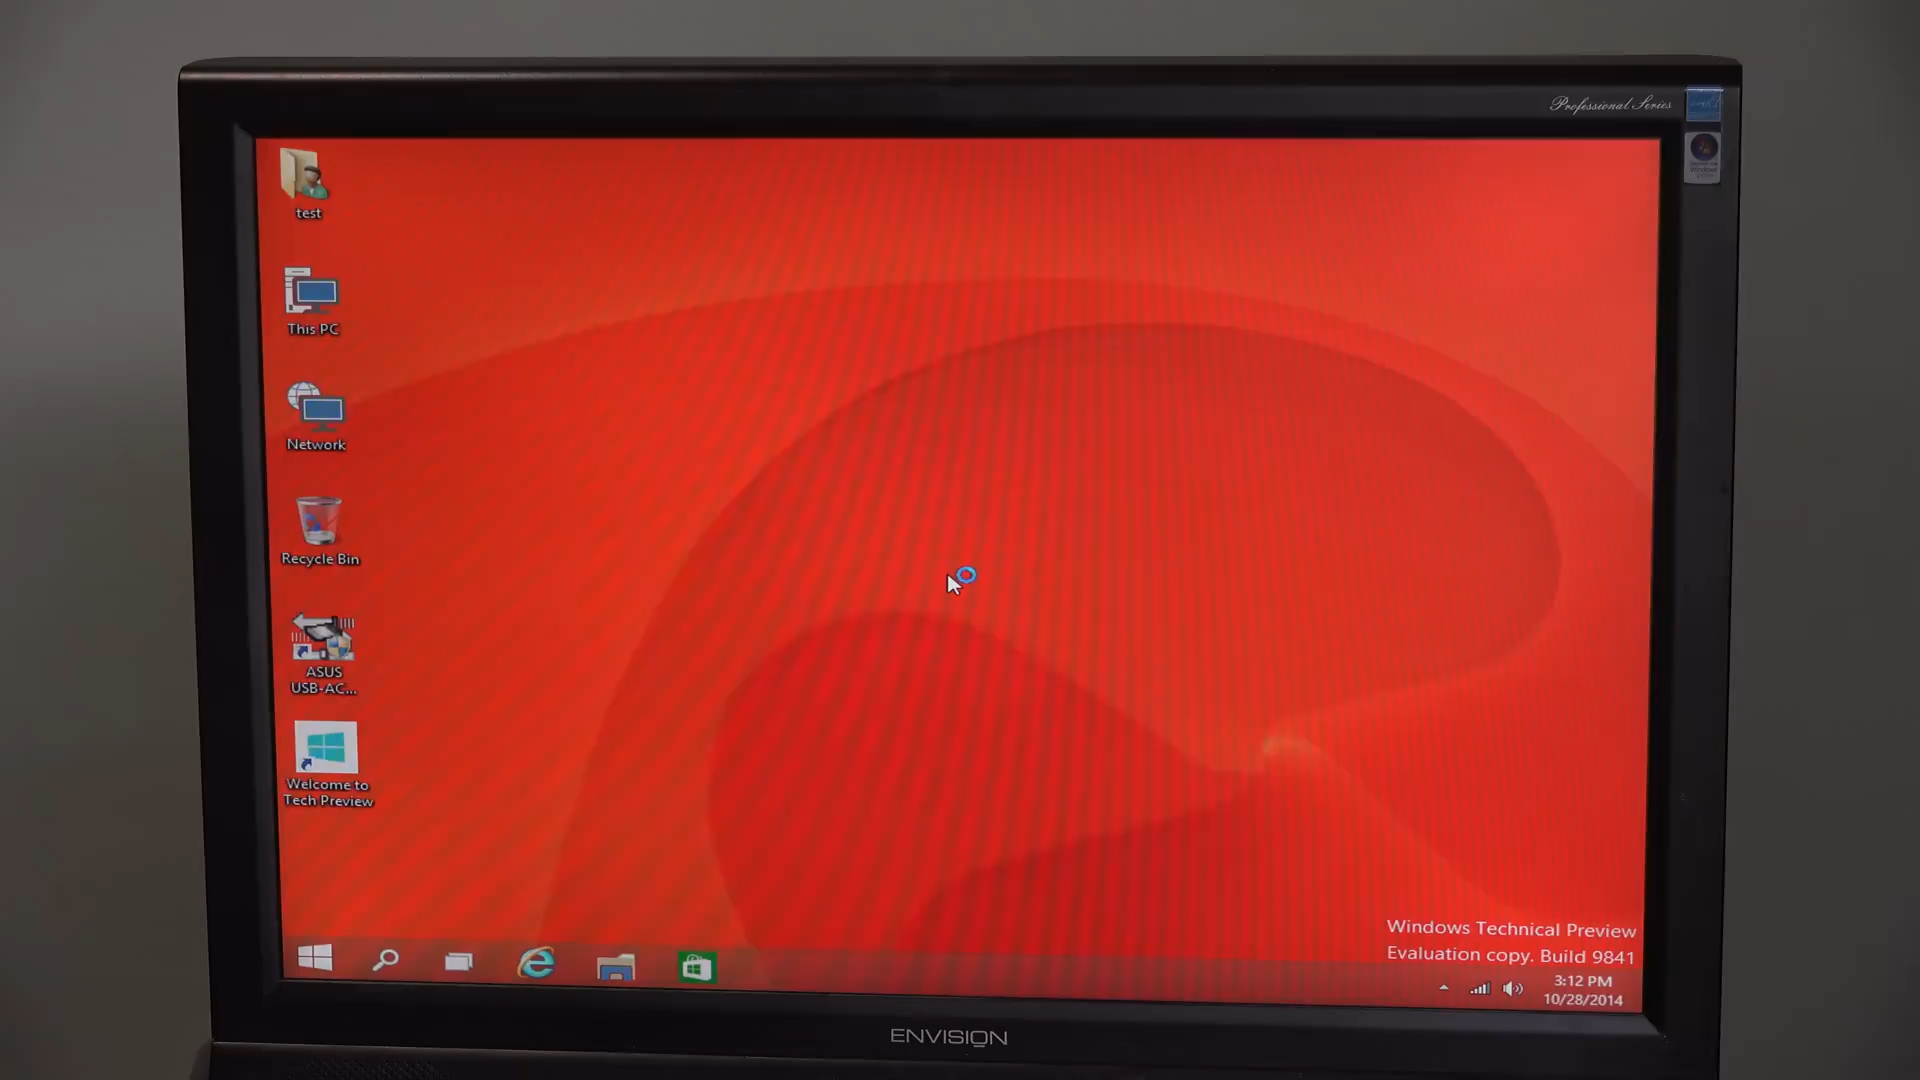 Professional Series
test
This PC
Network
Recycle Bin
ASUS
USB-AC...
Welcome to
Tech Preview
Windows Technical Preview
Evaluation copy. Build 9841
3:12 PM
10/28/2014
ENVISION